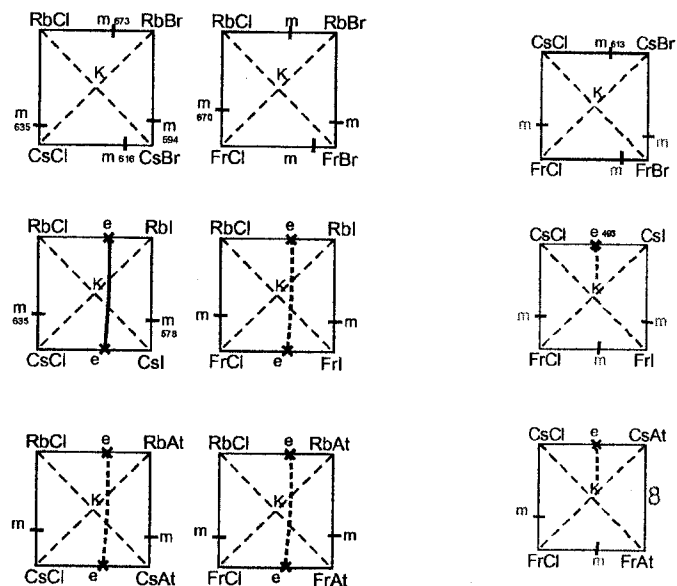 RbCl m 673 RbBr
K
m 635
m 594
CsCl m 616 CsBr
RbCl m RbBr
K
m 670
m
FrCl m FrBr
CsCl m 613 CsBr
K
m
m
FrCl m FrBr
RbCl e RbI
K
m 635
m 578
CsCl e CsI
RbCl e RbI
K
m
m
FrCl e FrI
CsCl e 493 CsI
K
m
m
FrCl m FrI
RbCl e RbAt
K
m
m
CsCl e CsAt
RbCl e RbAt
K
m
m
FrCl e FrAt
CsCl e CsAt
K
m
8
FrCl m FrAt